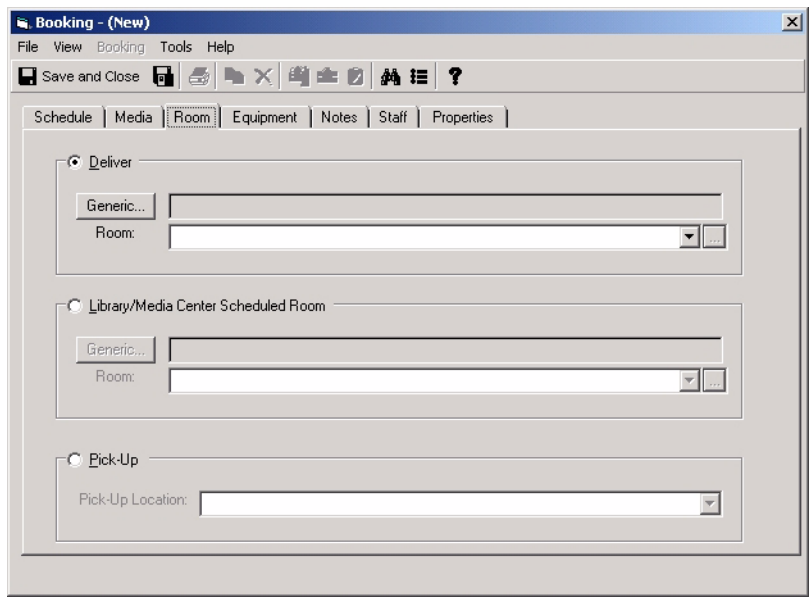 Booking - (New)
File View Booking Tools Help
Save and Close ?
Schedule Media Room Equipment Notes Staff Properties
Deliver
Generic...
Room: ...
Library/Media Center Scheduled Room
Generic...
Room: ...
Pick-Up
Pick-Up Location: